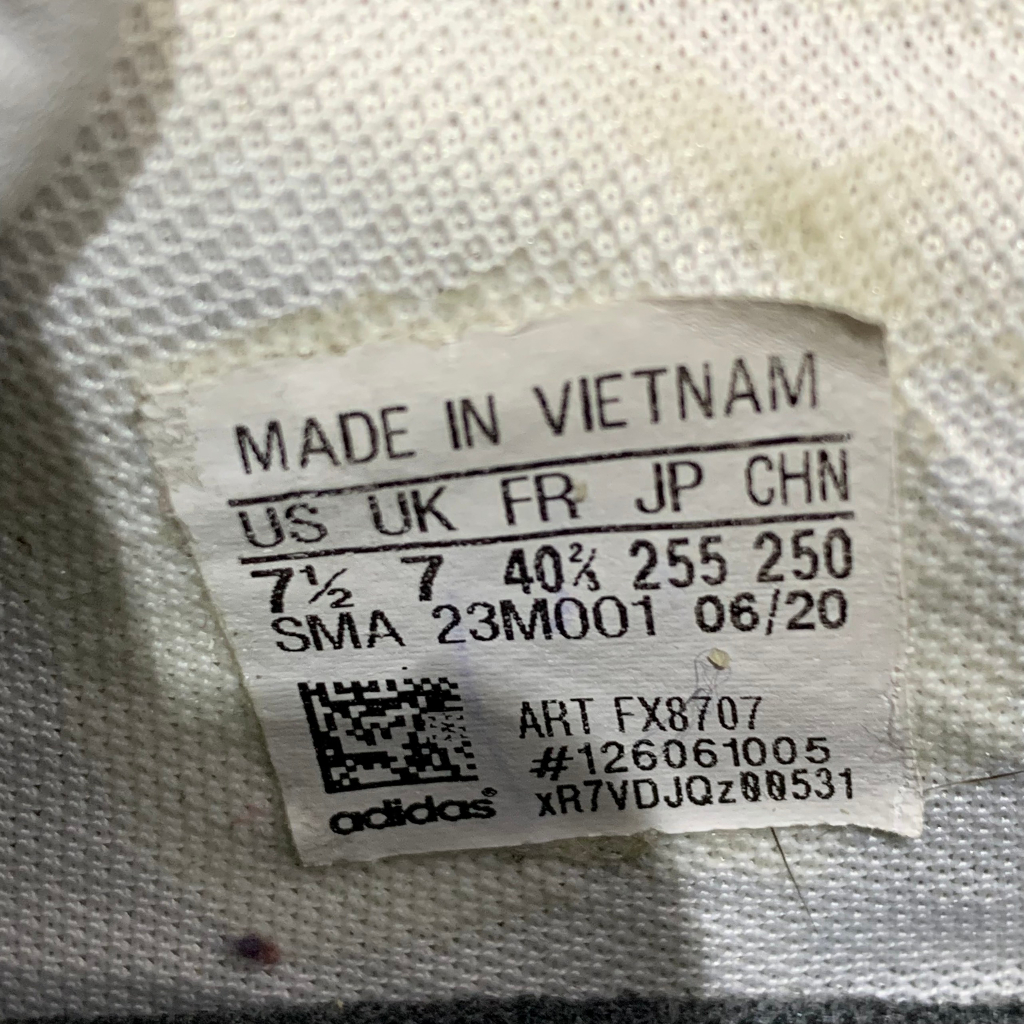 MADE IN VIETNAM
US UK FR JP CHN
7½ 7 40⅔ 255 250
SMA 23M001 06/20
ART FX8707
#126061005
xR7VDJQz00531
adidas®